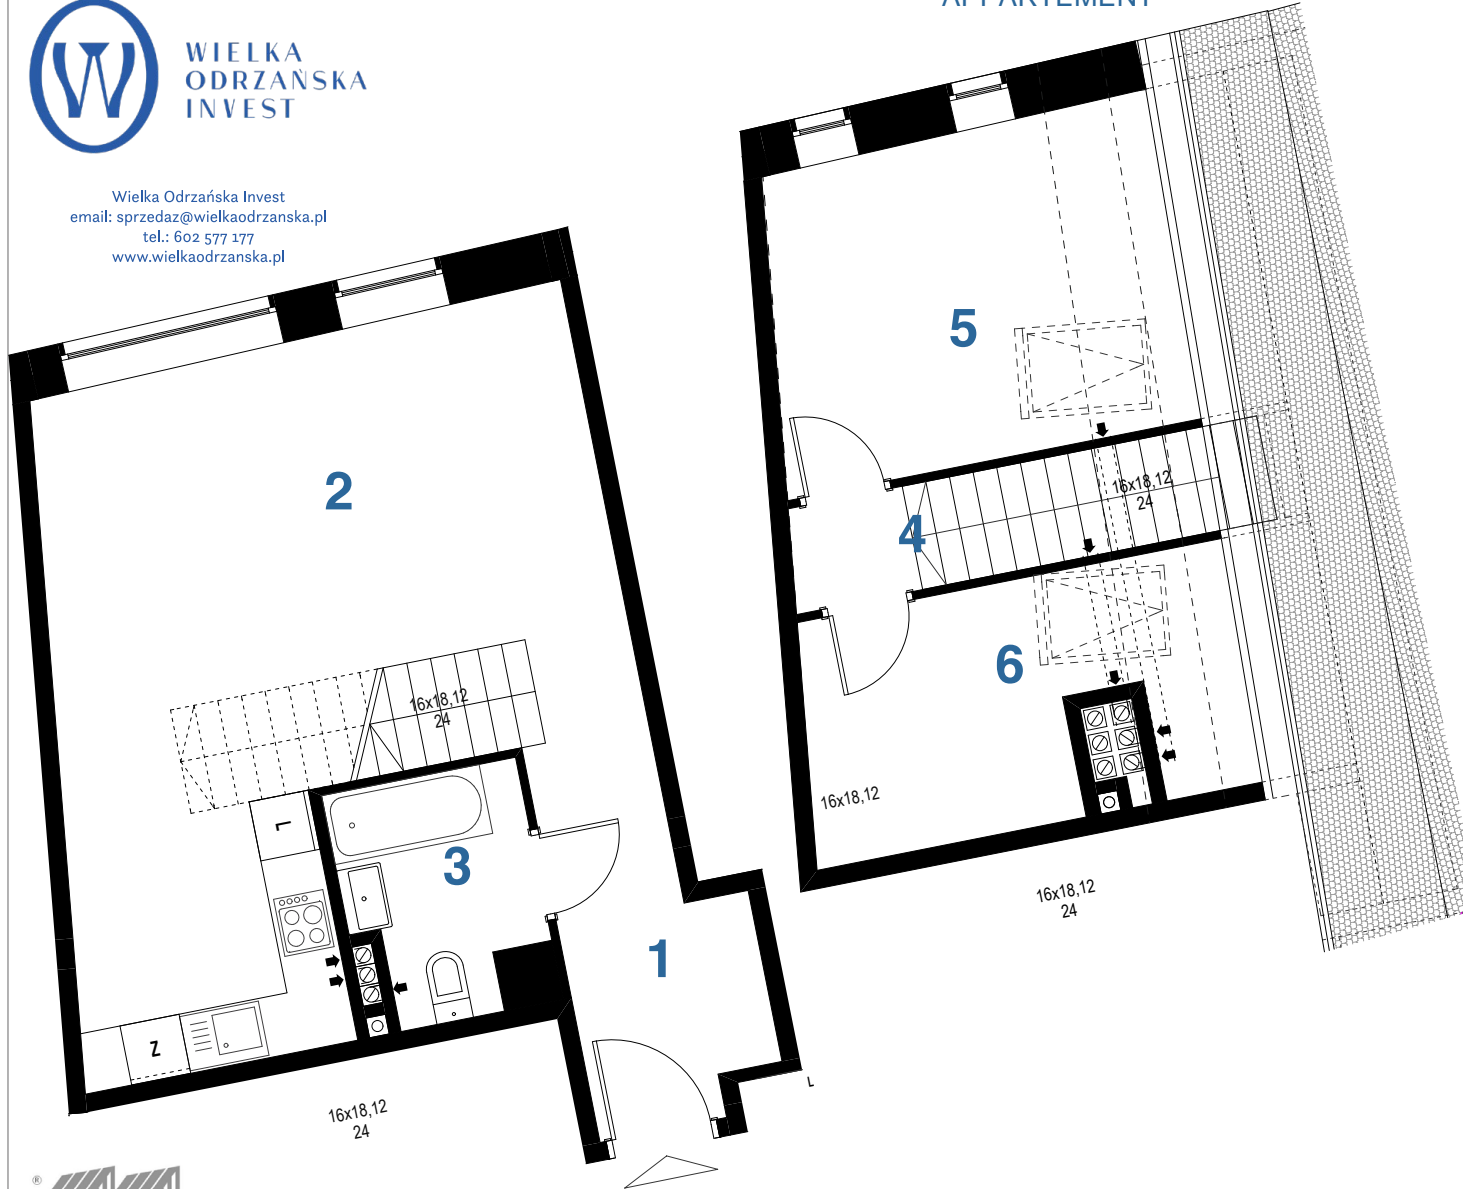 APPARTEMENT
WIELKA
ODRZAŃSKA
INVEST
Wielka Odrzańska Invest
email: sprzedaz@wielkaodrzanska.pl
tel.: 602 577 177
www.wielkaodrzanska.pl
5
2
16x18,12
24
4
6
16x18,12
24
16x18,12
L
3
16x18,12
24
1
Z
L
16x18,12
24
®